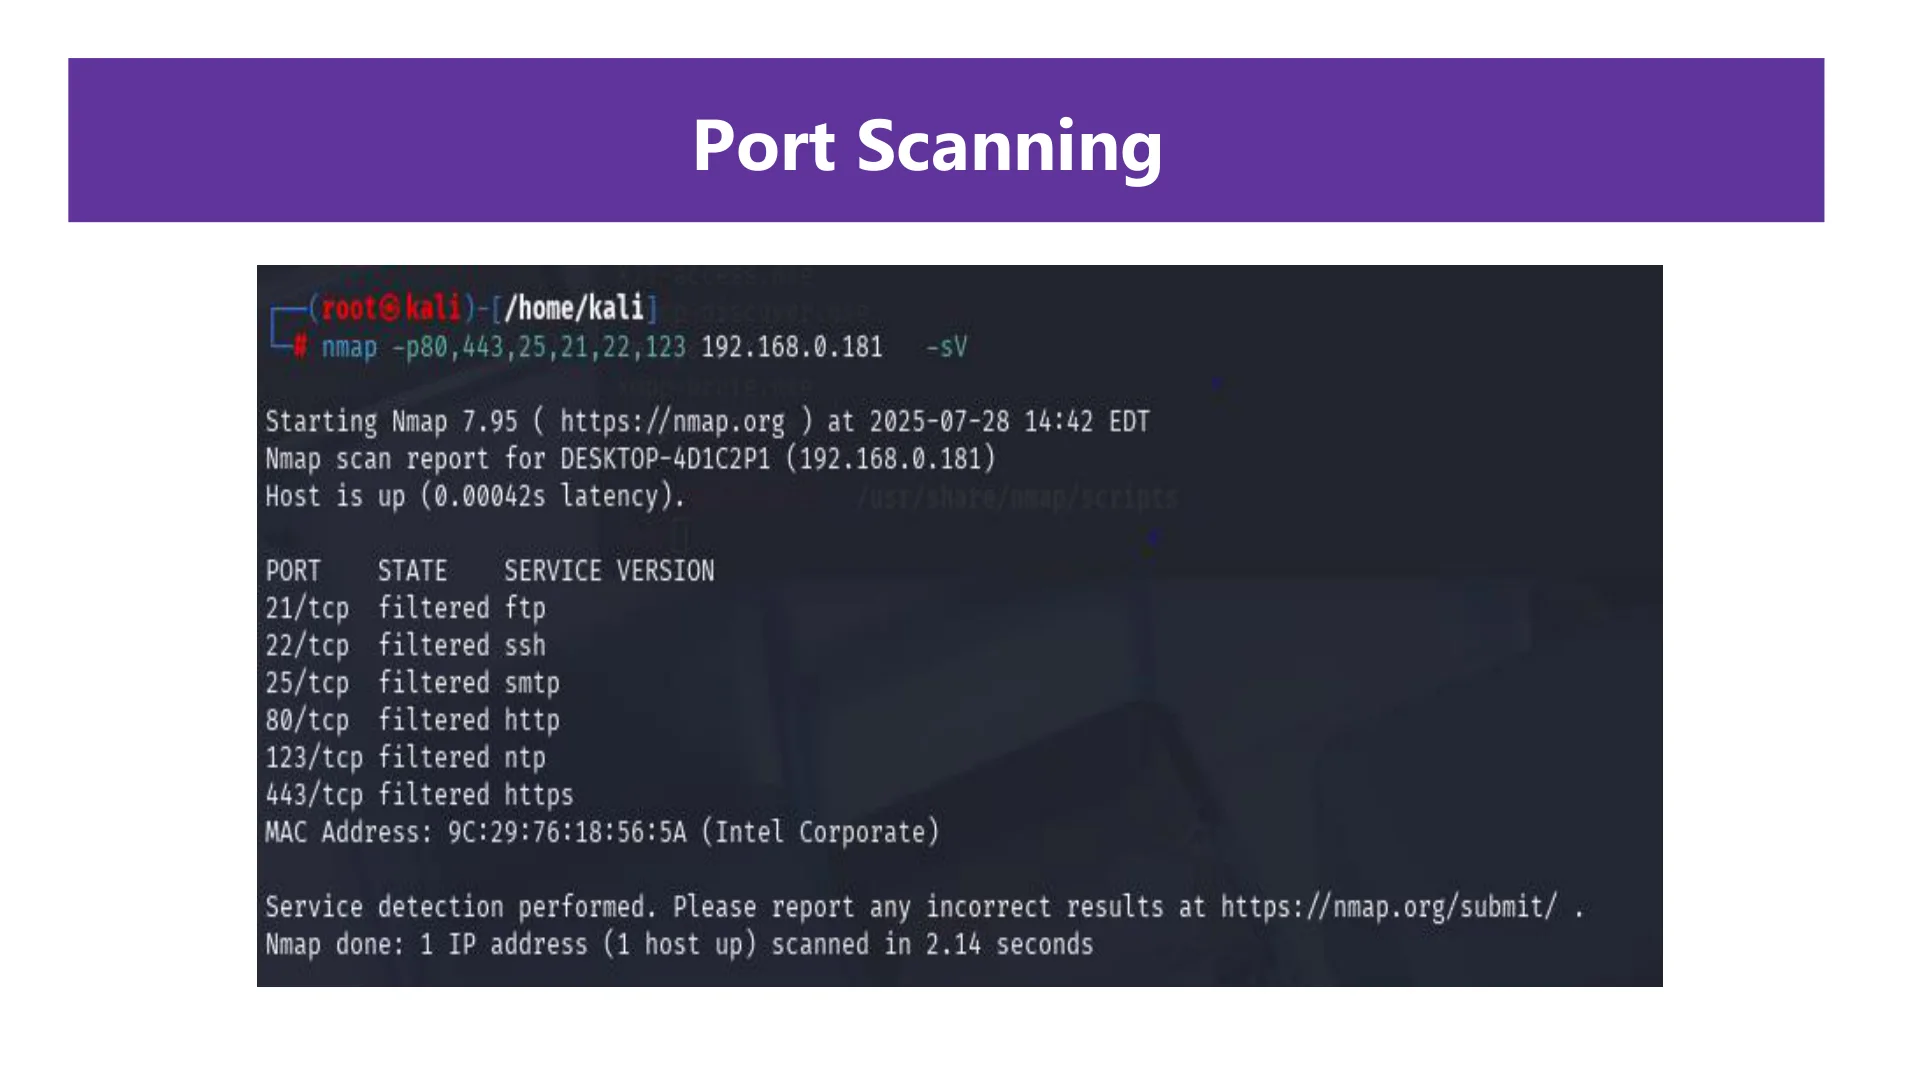 Port Scanning
(root㉿kali)-[/home/kali]
# nmap -p80,443,25,21,22,123 192.168.0.181 -sV
Starting Nmap 7.95 ( https://nmap.org ) at 2025-07-28 14:42 EDT
Nmap scan report for DESKTOP-4D1C2P1 (192.168.0.181)
Host is up (0.00042s latency).
/usr/share/nmap/scripts
PORT STATE SERVICE VERSION
21/tcp filtered ftp
22/tcp filtered ssh
25/tcp filtered smtp
80/tcp filtered http
123/tcp filtered ntp
443/tcp filtered https
MAC Address: 9C:29:76:18:56:5A (Intel Corporate)
Service detection performed. Please report any incorrect results at https://nmap.org/submit/ .
Nmap done: 1 IP address (1 host up) scanned in 2.14 seconds